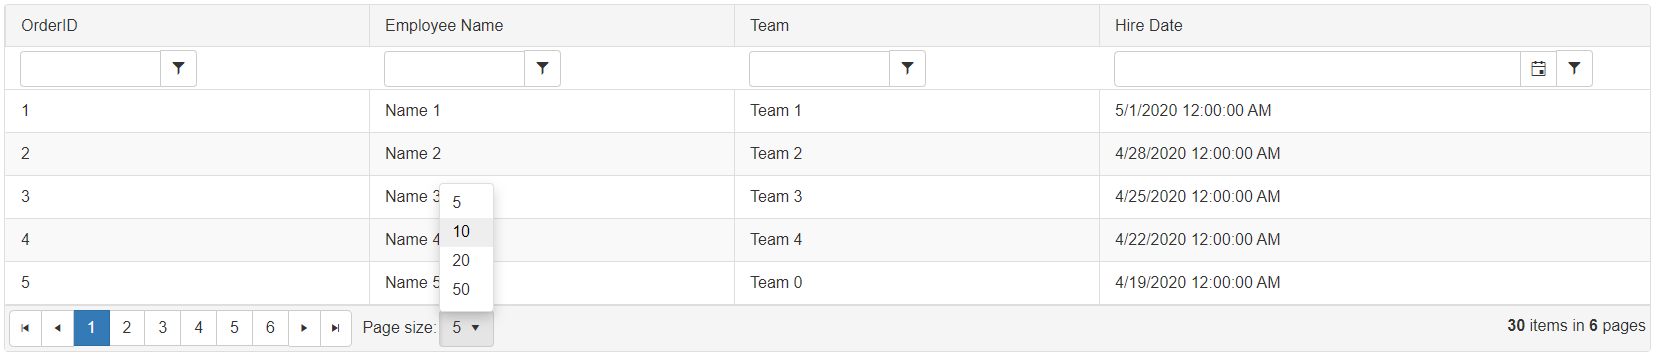 OrderID Employee Name Team Hire Date
1 Name 1 Team 1 5/1/2020 12:00:00 AM
2 Name 2 Team 2 4/28/2020 12:00:00 AM
3 Name 3 Team 3 4/25/2020 12:00:00 AM
4 Name 4 Team 4 4/22/2020 12:00:00 AM
5 Name 5 Team 0 4/19/2020 12:00:00 AM
5
10
20
50
1 2 3 4 5 6 Page size: 5 30 items in 6 pages